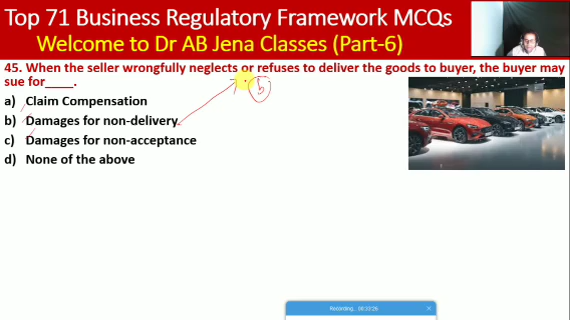 Top 71 Business Regulatory Framework MCQs
Welcome to Dr AB Jena Classes (Part-6)
45. When the seller wrongfully neglects or refuses to deliver the goods to buyer, the buyer may
sue for____.
a) Claim Compensation
b) Damages for non-delivery
b
c) Damages for non-acceptance
d) None of the above